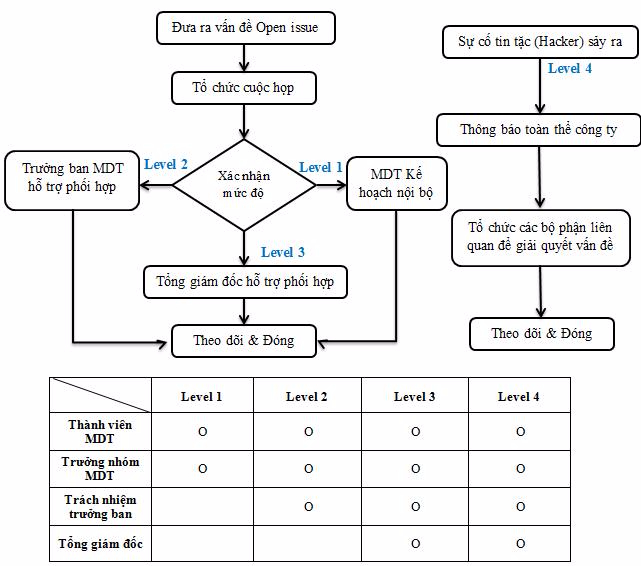 Đưa ra vấn đề Open issue
Tổ chức cuộc họp
Xác nhận
mức độ
Level 2
Trưởng ban MDT
hỗ trợ phối hợp
Level 1
MDT Kế
hoạch nội bộ
Level 3
Tổng giám đốc hỗ trợ phối hợp
Theo dõi & Đóng
Sự cố tin tặc (Hacker) sảy ra
Level 4
Thông báo toàn thể công ty
Tổ chức các bộ phận liên
quan để giải quyết vấn đề
Theo dõi & Đóng
Level 1 Level 2 Level 3 Level 4
Thành viên
MDT
O O O O
Trưởng nhóm
MDT
O O O O
Trách nhiệm
trưởng ban
O O O
Tổng giám đốc O O